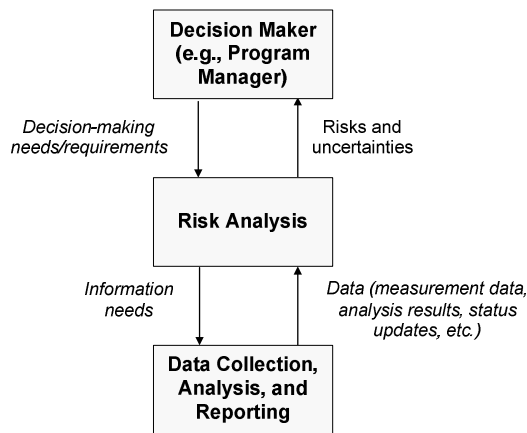 Decision Maker
(e.g., Program
Manager)
Decision-making
needs/requirements
Risks and
uncertainties
Risk Analysis
Information
needs
Data (measurement data,
analysis results, status
updates, etc.)
Data Collection,
Analysis, and
Reporting